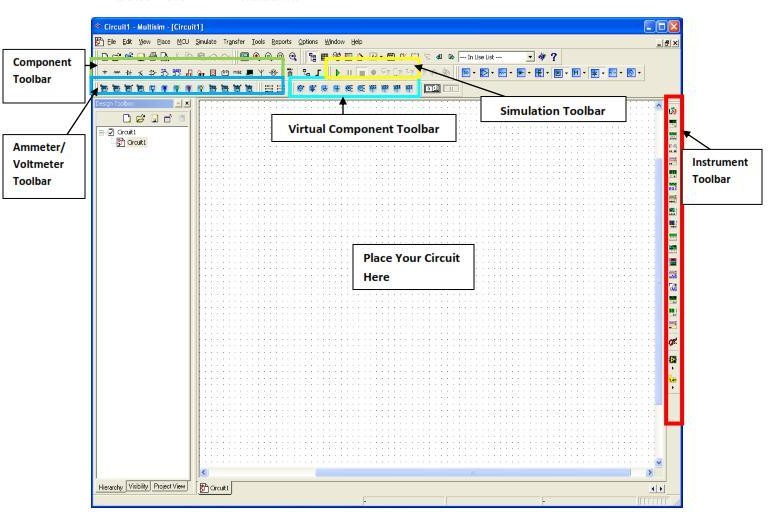 Circuit1 - Multisim - [Circuit1]
File Edit View Place MCU Simulate Transfer Tools Reports Options Window Help
--- In Use List ---
Component
Toolbar
Design Toolbox
Simulation Toolbar
Virtual Component Toolbar
Circuit1
Circuit1
Ammeter/
Voltmeter
Toolbar
Instrument
Toolbar
Place Your Circuit
Here
Hierarchy Visibility Project View
Circuit1